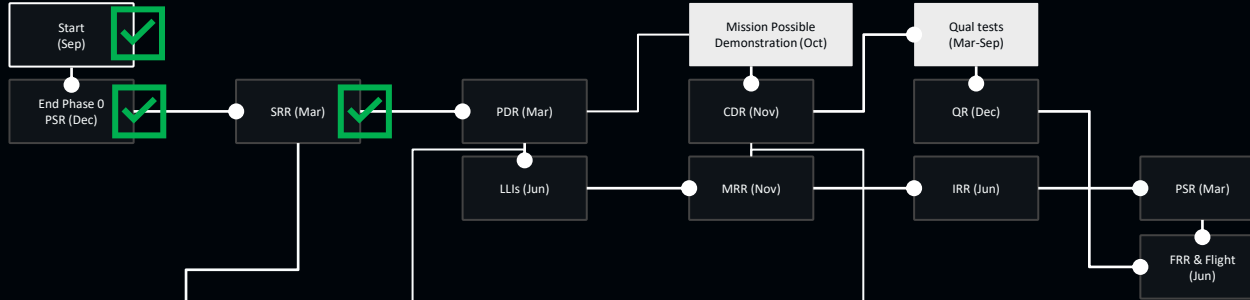 Start
(Sep)
End Phase 0
PSR (Dec)
SRR (Mar)
PDR (Mar)
LLIs (Jun)
Mission Possible
Demonstration (Oct)
CDR (Nov)
MRR (Nov)
Qual tests
(Mar-Sep)
QR (Dec)
IRR (Jun)
PSR (Mar)
FRR & Flight
(Jun)